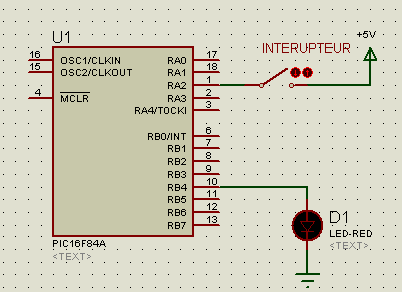 U1
16 OSC1/CLKIN RA0 17
15 OSC2/CLKOUT RA1 18
RA2 1
4 MCLR RA3 2
RA4/TOCKI 3
RB0/INT 6
RB1 7
RB2 8
RB3 9
RB4 10
RB5 11
RB6 12
RB7 13
PIC16F84A
<TEXT>
INTERUPTEUR
+5V
D1
LED-RED
<TEXT>